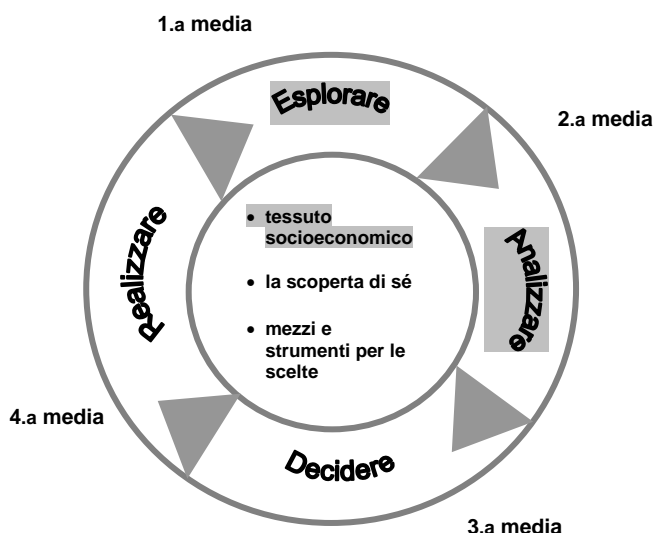 1.a media
Esplorare
2.a media
• tessuto
socioeconomico
• la scoperta di sé
• mezzi e
strumenti per le
scelte
Analizzare
Realizzare
4.a media
Decidere
3.a media